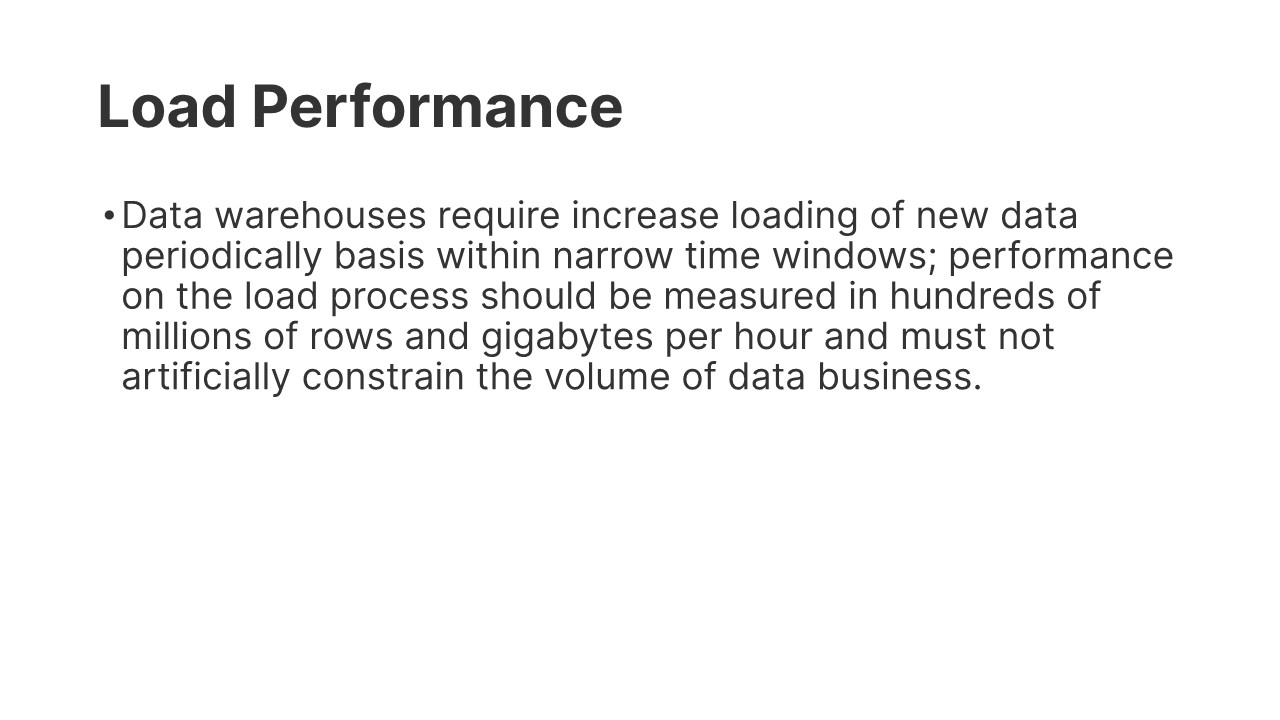 Load Performance
• Data warehouses require increase loading of new data
periodically basis within narrow time windows; performance
on the load process should be measured in hundreds of
millions of rows and gigabytes per hour and must not
artificially constrain the volume of data business.